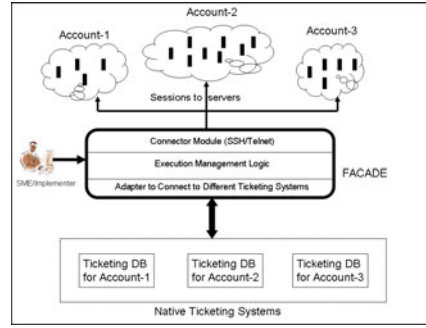 Account-2
Account-1
Account-3
Sessions to servers
Connector Module (SSH/Telnet)
Execution Management Logic
Adapter to Connect to Different Ticketing Systems
FACADE
SME/Implementer
Ticketing DB
for Account-1
Ticketing DB
for Account-2
Ticketing DB
for Account-3
Native Ticketing Systems